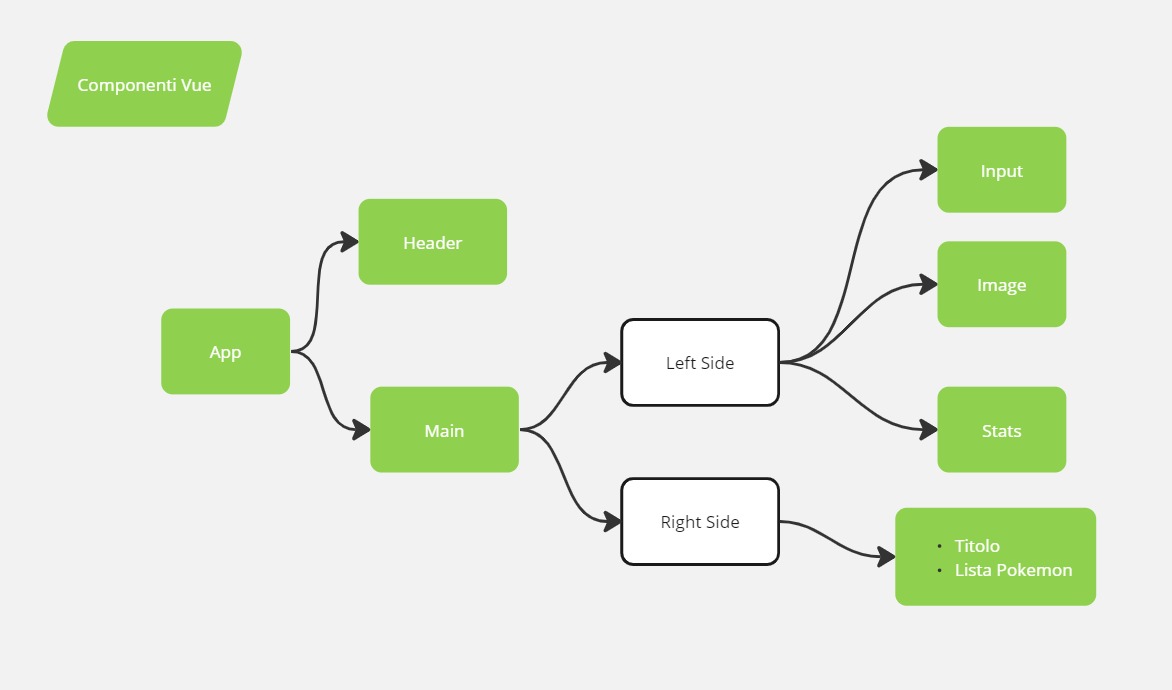 Componenti Vue
Input
Header
Image
App
Left Side
Main
Stats
Right Side
• Titolo
• Lista Pokemon